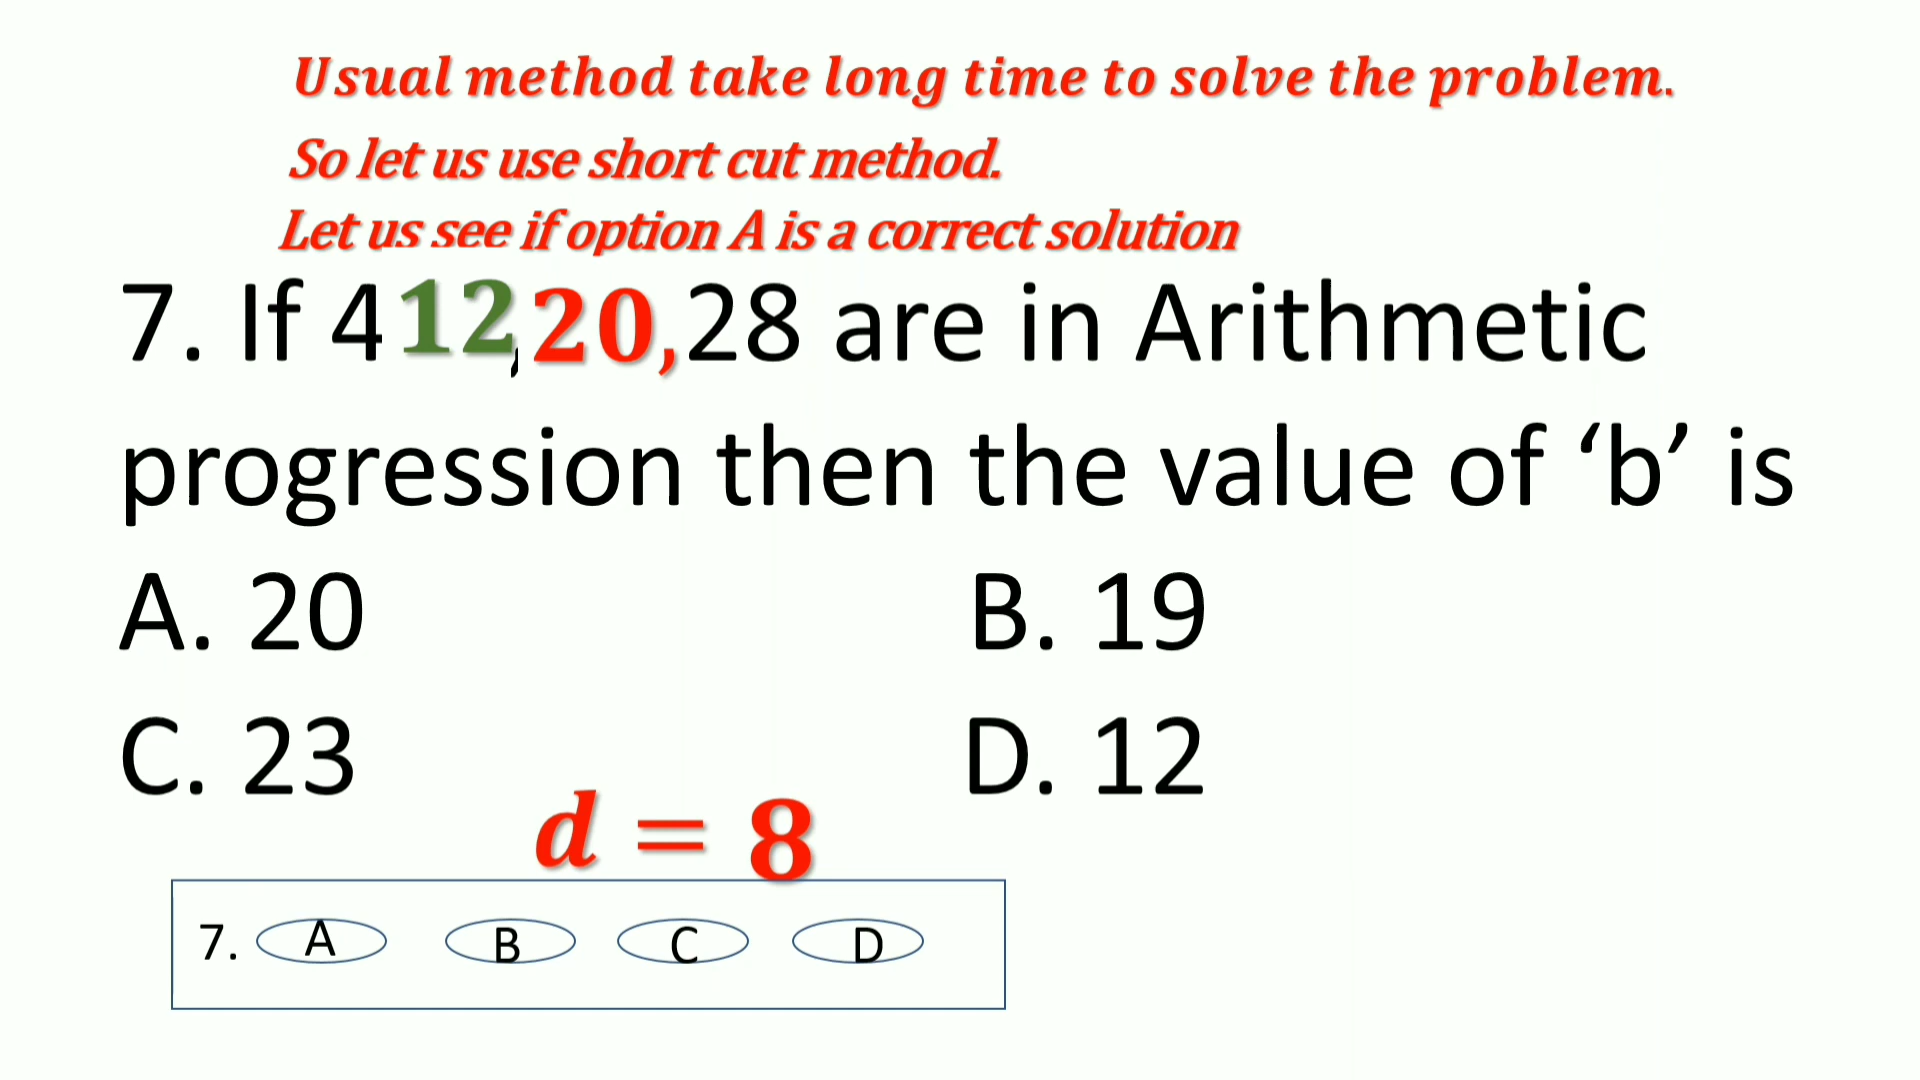 Usual method take long time to solve the problem.
So let us use short cut method.
Let us see if option A is a correct solution
7. If 4 12, 20, 28 are in Arithmetic
progression then the value of ‘b’ is
A. 20 B. 19
C. 23 D. 12
d = 8
7. A B C D